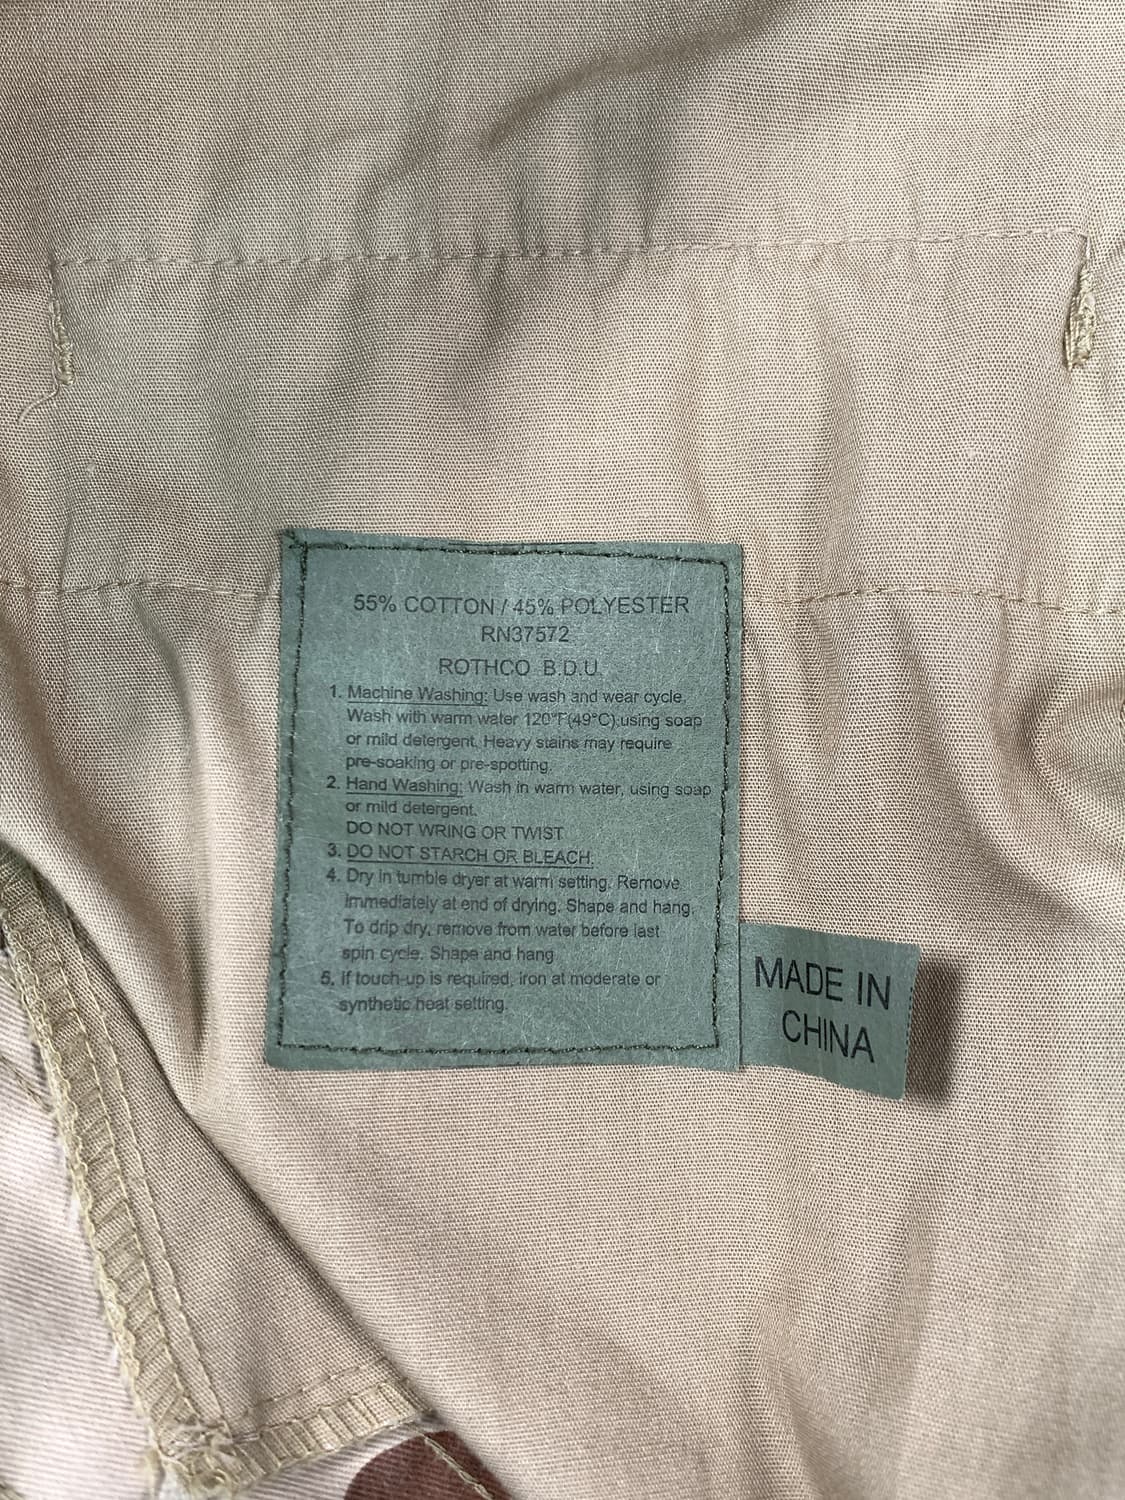 55% COTTON / 45% POLYESTER
RN37572
ROTHCO B.D.U.
1. Machine Washing: Use wash and wear cycle.
Wash with warm water 120°F(49°C),using soap
or mild detergent. Heavy stains may require
pre-soaking or pre-spotting.
2. Hand Washing: Wash in warm water, using soap
or mild detergent.
DO NOT WRING OR TWIST
3. DO NOT STARCH OR BLEACH.
4. Dry in tumble dryer at warm setting. Remove
immediately at end of drying. Shape and hang.
To drip dry, remove from water before last
spin cycle. Shape and hang
5. If touch-up is required, iron at moderate or
synthetic heat setting.
MADE IN
CHINA